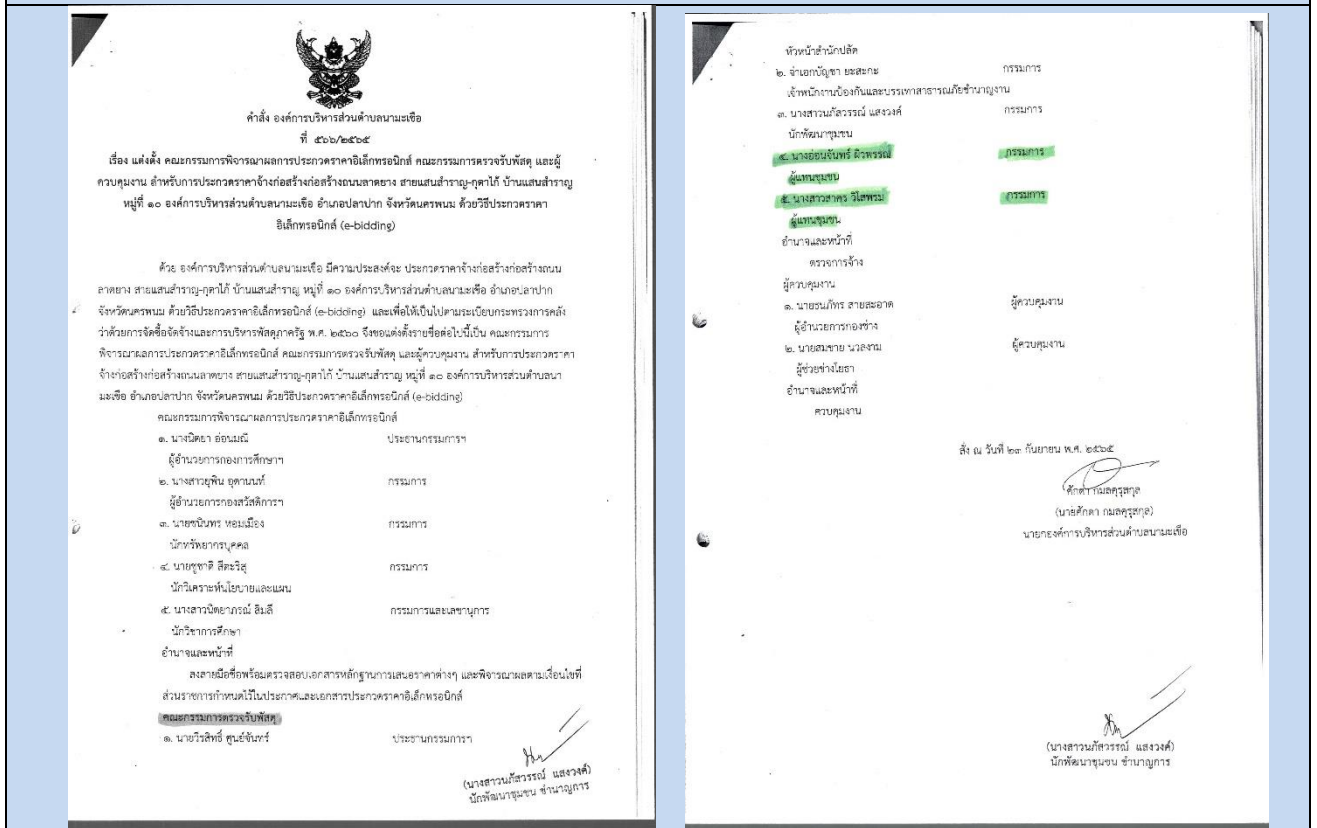 คำสั่ง องค์การบริหารส่วนตำบลนามะเขือ
ที่ ๕๖๖/๒๕๖๕
เรื่อง แต่งตั้ง คณะกรรมการพิจารณาผลการประกวดราคาอิเล็กทรอนิกส์ คณะกรรมการตรวจรับพัสดุ และผู้
ควบคุมงาน สำหรับการประกวดราคาจ้างก่อสร้างก่อสร้างถนนลาดยาง สายแสนสำราญ-กุดาไก้ บ้านแสนสำราญ
หมู่ที่ ๑๐ องค์การบริหารส่วนตำบลนามะเขือ อำเภอปลาปาก จังหวัดนครพนม ด้วยวิธีประกวดราคา
อิเล็กทรอนิกส์ (e-bidding)
ด้วย องค์การบริหารส่วนตำบลนามะเขือ มีความประสงค์จะ ประกวดราคาจ้างก่อสร้างก่อสร้างถนน
ลาดยาง สายแสนสำราญ-กุดาไก้ บ้านแสนสำราญ หมู่ที่ ๑๐ องค์การบริหารส่วนตำบลนามะเขือ อำเภอปลาปาก
จังหวัดนครพนม ด้วยวิธีประกวดราคาอิเล็กทรอนิกส์ (e-bidding) และเพื่อให้เป็นไปตามระเบียบกระทรวงการคลัง
ว่าด้วยการจัดซื้อจัดจ้างและการบริหารพัสดุภาครัฐ พ.ศ. ๒๕๖๐ จึงขอแต่งตั้งรายชื่อต่อไปนี้เป็น คณะกรรมการ
พิจารณาผลการประกวดราคาอิเล็กทรอนิกส์ คณะกรรมการตรวจรับพัสดุ และผู้ควบคุมงาน สำหรับการประกวดราคา
จ้างก่อสร้างก่อสร้างถนนลาดยาง สายแสนสำราญ-กุดาไก้ บ้านแสนสำราญ หมู่ที่ ๑๐ องค์การบริหารส่วนตำบลนา
มะเขือ อำเภอปลาปาก จังหวัดนครพนม ด้วยวิธีประกวดราคาอิเล็กทรอนิกส์ (e-bidding)
คณะกรรมการพิจารณาผลการประกวดราคาอิเล็กทรอนิกส์
๑. นางนิตยา อ่อนมณี ประธานกรรมการฯ
ผู้อำนวยการกองการศึกษาฯ
๒. นางสาวยุพิน อุดานนท์ กรรมการ
ผู้อำนวยการกองสวัสดิการฯ
๓. นายชนินทร หอมเมือง กรรมการ
นักทรัพยากรบุคคล
๔. นายชูชาติ สีตะริสุ กรรมการ
นักวิเคราะห์นโยบายและแผน
๕. นางสาวนิตยาภรณ์ สิมลี กรรมการและเลขานุการ
นักวิชาการศึกษา
อำนาจและหน้าที่
ลงลายมือชื่อพร้อมตรวจสอบเอกสารหลักฐานการเสนอราคาต่างๆ และพิจารณาผลตามเงื่อนไขที่
ส่วนราชการกำหนดไว้ในประกาศและเอกสารประกวดราคาอิเล็กทรอนิกส์
คณะกรรมการตรวจรับพัสดุ
๑. นายวีรสิทธิ์ ศูนย์จันทร์ ประธานกรรมการฯ
(นางสาวนภัสวรรณ์ แสงวงศ์)
นักพัฒนาชุมชน ชำนาญการ
หัวหน้าสำนักปลัด
๒. จ่าเอกบัญชา ยะสะกะ กรรมการ
เจ้าพนักงานป้องกันและบรรเทาสาธารณภัยชำนาญงาน
๓. นางสาวนภัสวรรณ์ แสงวงค์ กรรมการ
นักพัฒนาชุมชน
๔. นางอ่อนจันทร์ ผิวพรรณ์ กรรมการ
ผู้แทนชุมชน
๕. นางสาวสาคร วิโสพรม กรรมการ
ผู้แทนชุมชน
อำนาจและหน้าที่
ตรวจการจ้าง
ผู้ควบคุมงาน
๑. นายธนภัทร สายสะอาด ผู้ควบคุมงาน
ผู้อำนวยการกองช่าง
๒. นายสมชาย นวลงาม ผู้ควบคุมงาน
ผู้ช่วยช่างโยธา
อำนาจและหน้าที่
ควบคุมงาน
สั่ง ณ วันที่ ๒๓ กันยายน พ.ศ. ๒๕๖๕
ศักดา กมลคุรุสกุล
(นายศักดา กมลคุรุสกุล)
นายกองค์การบริหารส่วนตำบลนามะเขือ
(นางสาวนภัสวรรณ์ แสงวงศ์)
นักพัฒนาชุมชน ชำนาญการ